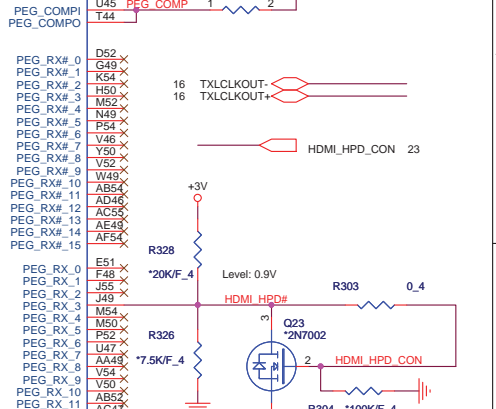 U45 PEG_COMP 1 2
PEG_COMPI
T44
PEG_COMPO
D52
PEG_RX#_0
G49
PEG_RX#_1
K54
PEG_RX#_2
H50
PEG_RX#_3
M52
PEG_RX#_4
N49
PEG_RX#_5
P54
PEG_RX#_6
V46
PEG_RX#_7
Y50
PEG_RX#_8
V52
PEG_RX#_9
W49
PEG_RX#_10
AB54
PEG_RX#_11
AD46
PEG_RX#_12
AC55
PEG_RX#_13
AE49
PEG_RX#_14
AF54
PEG_RX#_15
16 TXLCLKOUT-
16 TXLCLKOUT+
HDMI_HPD_CON 23
+3V
R328
*20K/F_4
Level: 0.9V
E51
PEG_RX_0
F48
PEG_RX_1
J55
PEG_RX_2
J49
PEG_RX_3
M54
PEG_RX_4
M50
PEG_RX_5
P52
PEG_RX_6
U47
PEG_RX_7
AA49
PEG_RX_8
V54
PEG_RX_9
V50
PEG_RX_10
AB52
PEG_RX_11
AC47
HDMI_HPD#
R303 0_4
3
Q23
*2N7002
R326
*7.5K/F_4
2 HDMI_HPD_CON
R304 *100K/F_4